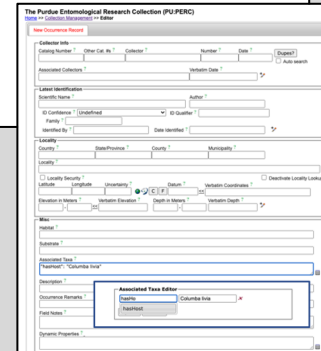 The Purdue Entomological Research Collection (PU:PERC)
Home >> Collection Management >> Editor
New Occurrence Record
Collector Info
Catalog Number ? Other Cat. #s ? Collector ? Number ? Date ? Dupes?
Auto search
Associated Collectors ? Verbatim Date ?
Latest Identification
Scientific Name ? Author ?
ID Confidence ? Undefined ID Qualifier ?
Family ?
Identified By ? Date Identified ?
Locality
Country ? State/Province ? County ? Municipality ?
Locality ?
Locality Security ? Deactivate Locality Lookup
Latitude Longitude Uncertainty ? C F Datum ? Verbatim Coordinates ?
Elevation in Meters ? Verbatim Elevation ? Depth in Meters ? Verbatim Depth ?
Misc
Habitat ?
Substrate ?
Associated Taxa ?
"hasHost": "Columba livia"
Description ?
Associated Taxa Editor
Occurrence Remarks ? hasHo Columba livia
hasHost
Field Notes ?
Dynamic Properties ?